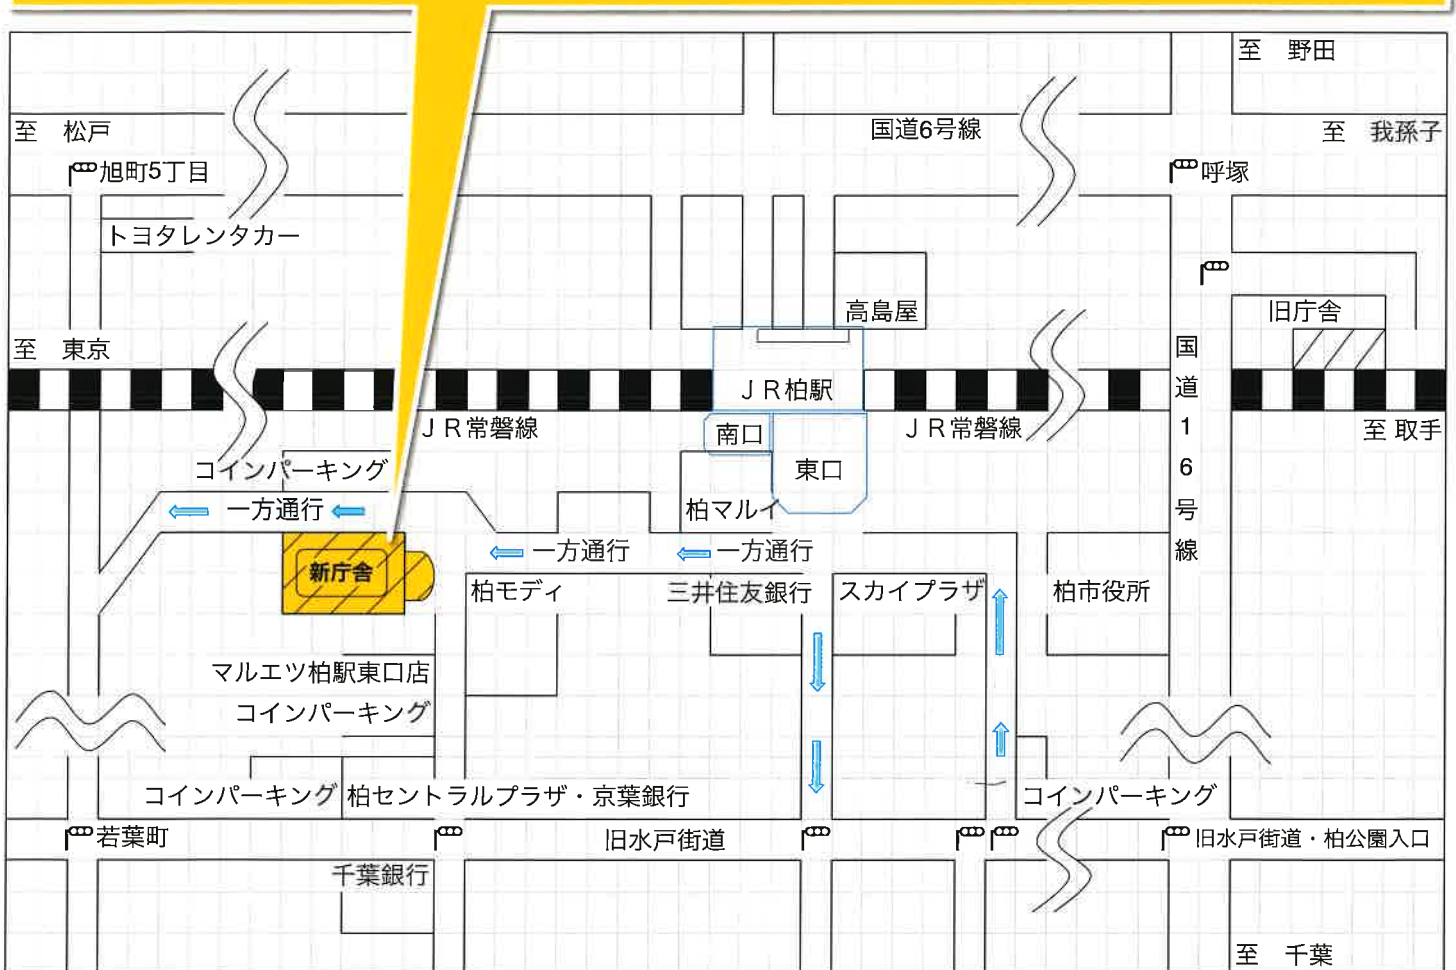 至　野田
至　松戸
国道6号線
至　我孫子
旭町5丁目
呼塚
トヨタレンタカー
高島屋
旧庁舎
至　東京
国道16号線
ＪＲ柏駅
ＪＲ常磐線
南口
ＪＲ常磐線
至 取手
コインパーキング
東口
一方通行
柏マルイ
一方通行
一方通行
新庁舎
柏モディ
三井住友銀行
スカイプラザ
柏市役所
マルエツ柏駅東口店
コインパーキング
コインパーキング
柏セントラルプラザ・京葉銀行
コインパーキング
若葉町
旧水戸街道
旧水戸街道・柏公園入口
千葉銀行
至　千葉